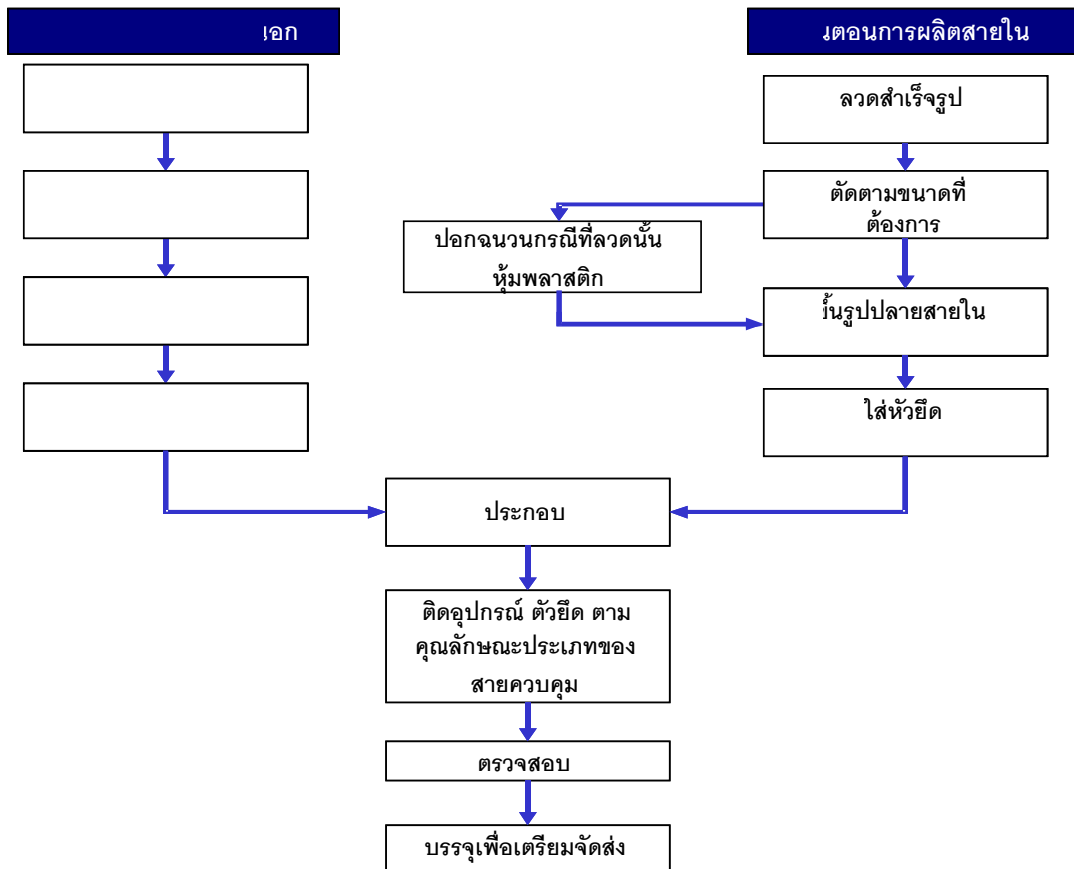 ตอนการผลิตสายใน
ลวดสำเร็จรูป
ตัดตามขนาดที่
ต้องการ
ปอกฉนวนกรณีที่ลวดนั้น
หุ้มพลาสติก
ขึ้นรูปปลายสายใน
ใส่หัวยึด
ประกอบ
ติดอุปกรณ์ ตัวยึด ตาม
คุณลักษณะประเภทของ
สายควบคุม
ตรวจสอบ
บรรจุเพื่อเตรียมจัดส่ง